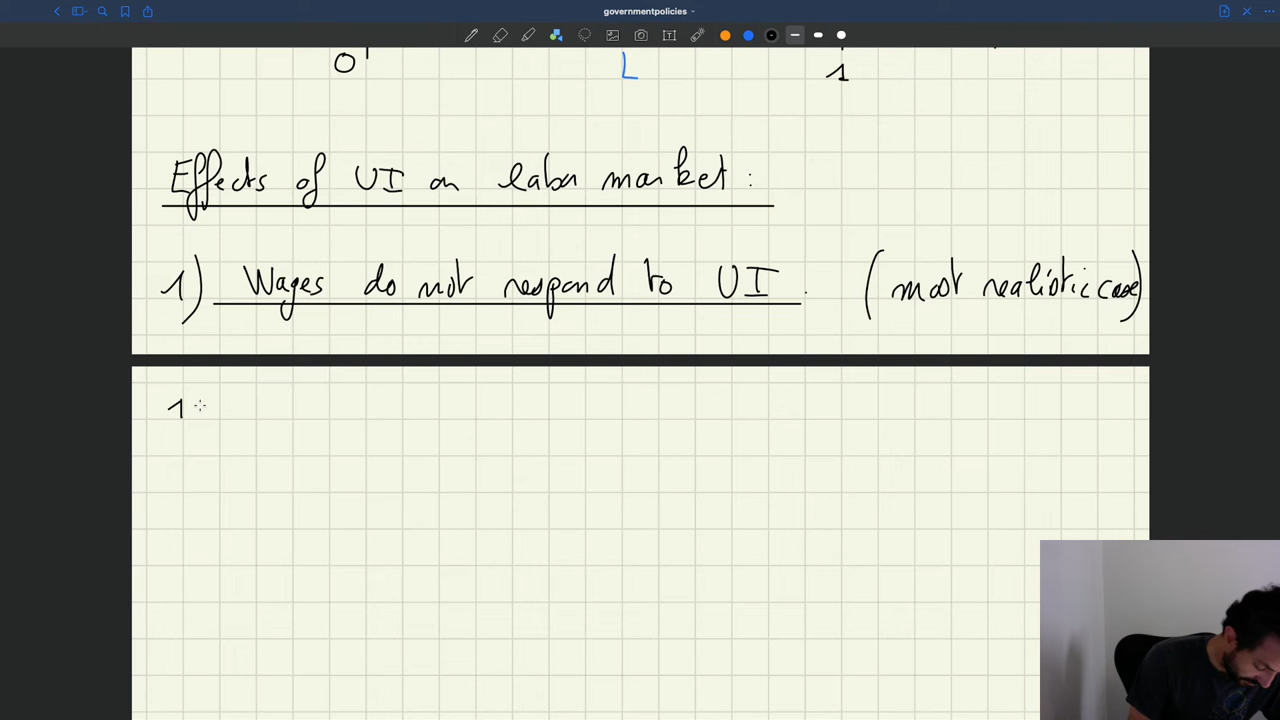 governmentpolicies
T
0
L
1
Effects of UI on labor market :
1) Wages do not respond to UI . (most realistic case)
1